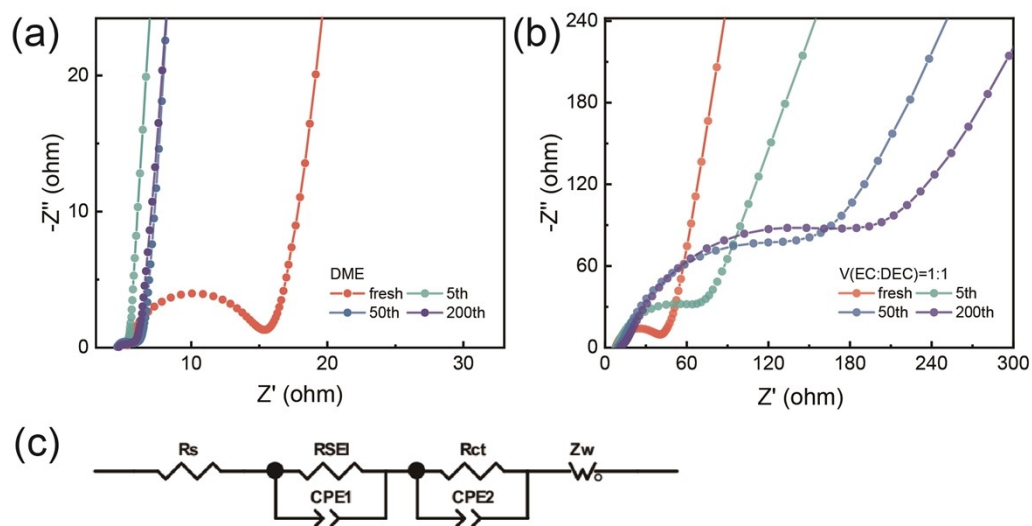 (a)
-Z" (ohm)
20
10
0
0
10
20
30
Z' (ohm)
DME
fresh 5th
50th 200th
(b)
-Z" (ohm)
240
180
120
60
0
0
60
120
180
240
300
Z' (ohm)
V(EC:DEC)=1:1
fresh 5th
50th 200th
(c)
Rs RSEI Rct Zw
CPE1 CPE2